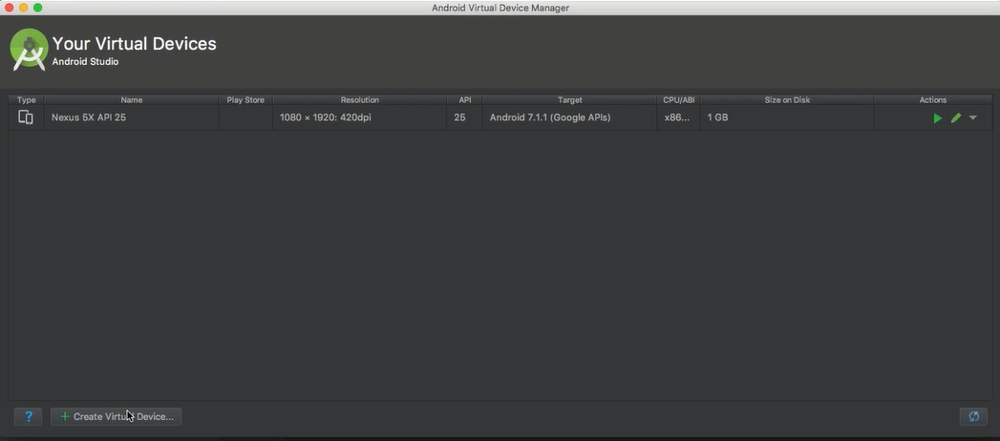 Android Virtual Device Manager
Your Virtual Devices
Android Studio
Type Name Play Store Resolution API Target CPU/ABI Size on Disk Actions
Nexus 5X API 25 1080 × 1920: 420dpi 25 Android 7.1.1 (Google APIs) x86... 1 GB
? + Create Virtual Device...